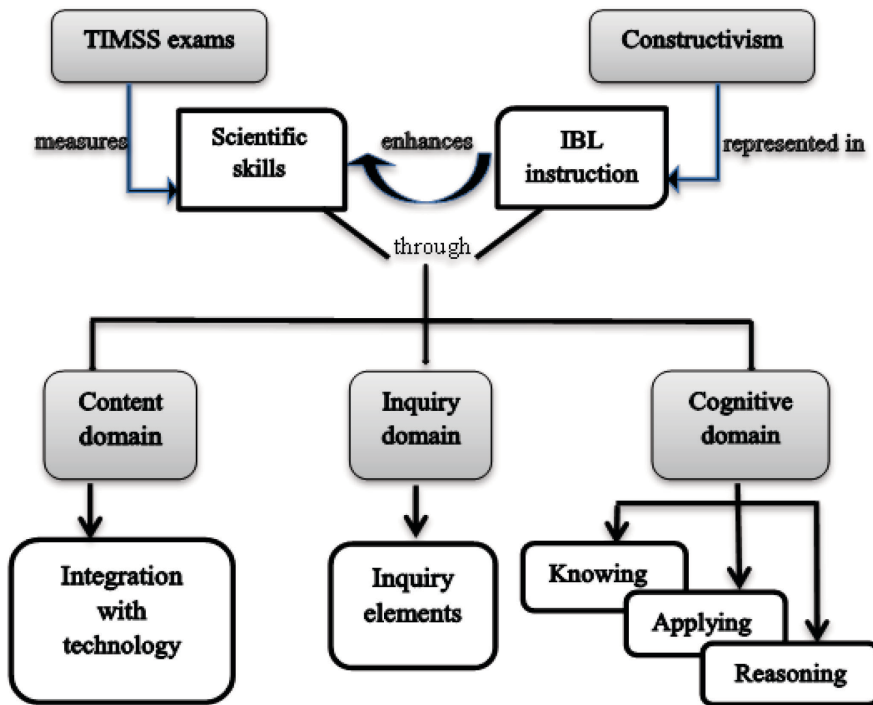 TIMSS exams
Constructivism
measures
Scientific
skills
enhances
IBL
instruction
represented in
through
Content
domain
Inquiry
domain
Cognitive
domain
Integration
with
technology
Inquiry
elements
Knowing
Applying
Reasoning